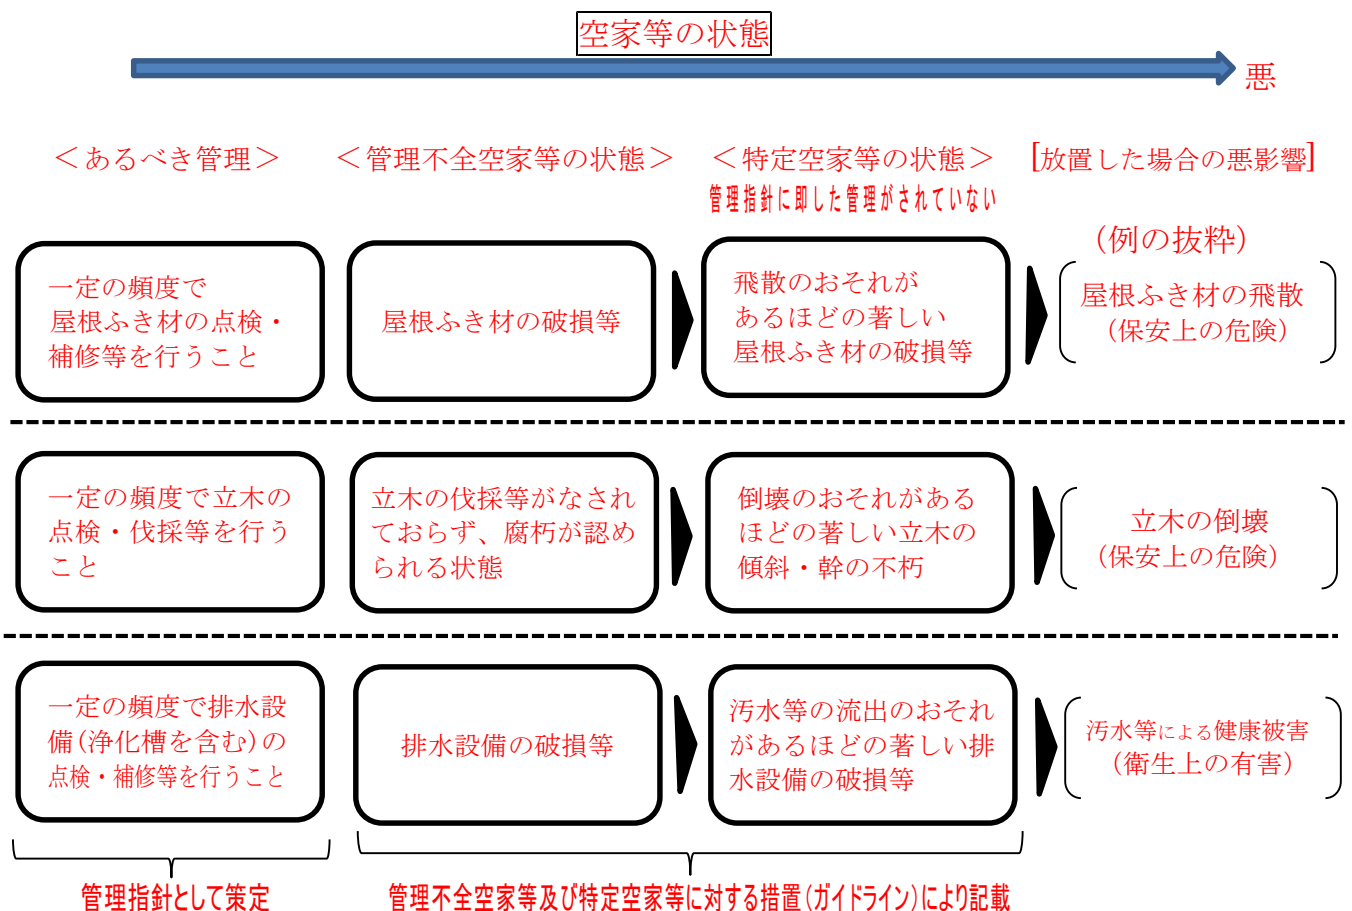 空家等の状態
悪
＜あるべき管理＞
＜管理不全空家等の状態＞
＜特定空家等の状態＞
[放置した場合の悪影響]
管理指針に即した管理がされていない
（例の抜粋）
一定の頻度で
屋根ふき材の点検・
補修等を行うこと
屋根ふき材の破損等
飛散のおそれが
あるほどの著しい
屋根ふき材の破損等
屋根ふき材の飛散
（保安上の危険）
一定の頻度で立木の
点検・伐採等を行う
こと
立木の伐採等がなされ
ておらず、腐朽が認め
られる状態
倒壊のおそれがある
ほどの著しい立木の
傾斜・幹の不朽
立木の倒壊
（保安上の危険）
一定の頻度で排水設
備(浄化槽を含む)の
点検・補修等を行うこと
排水設備の破損等
汚水等の流出のおそれ
があるほどの著しい排
水設備の破損等
汚水等による健康被害
（衛生上の有害）
管理指針として策定
管理不全空家等及び特定空家等に対する措置(ガイドライン)により記載